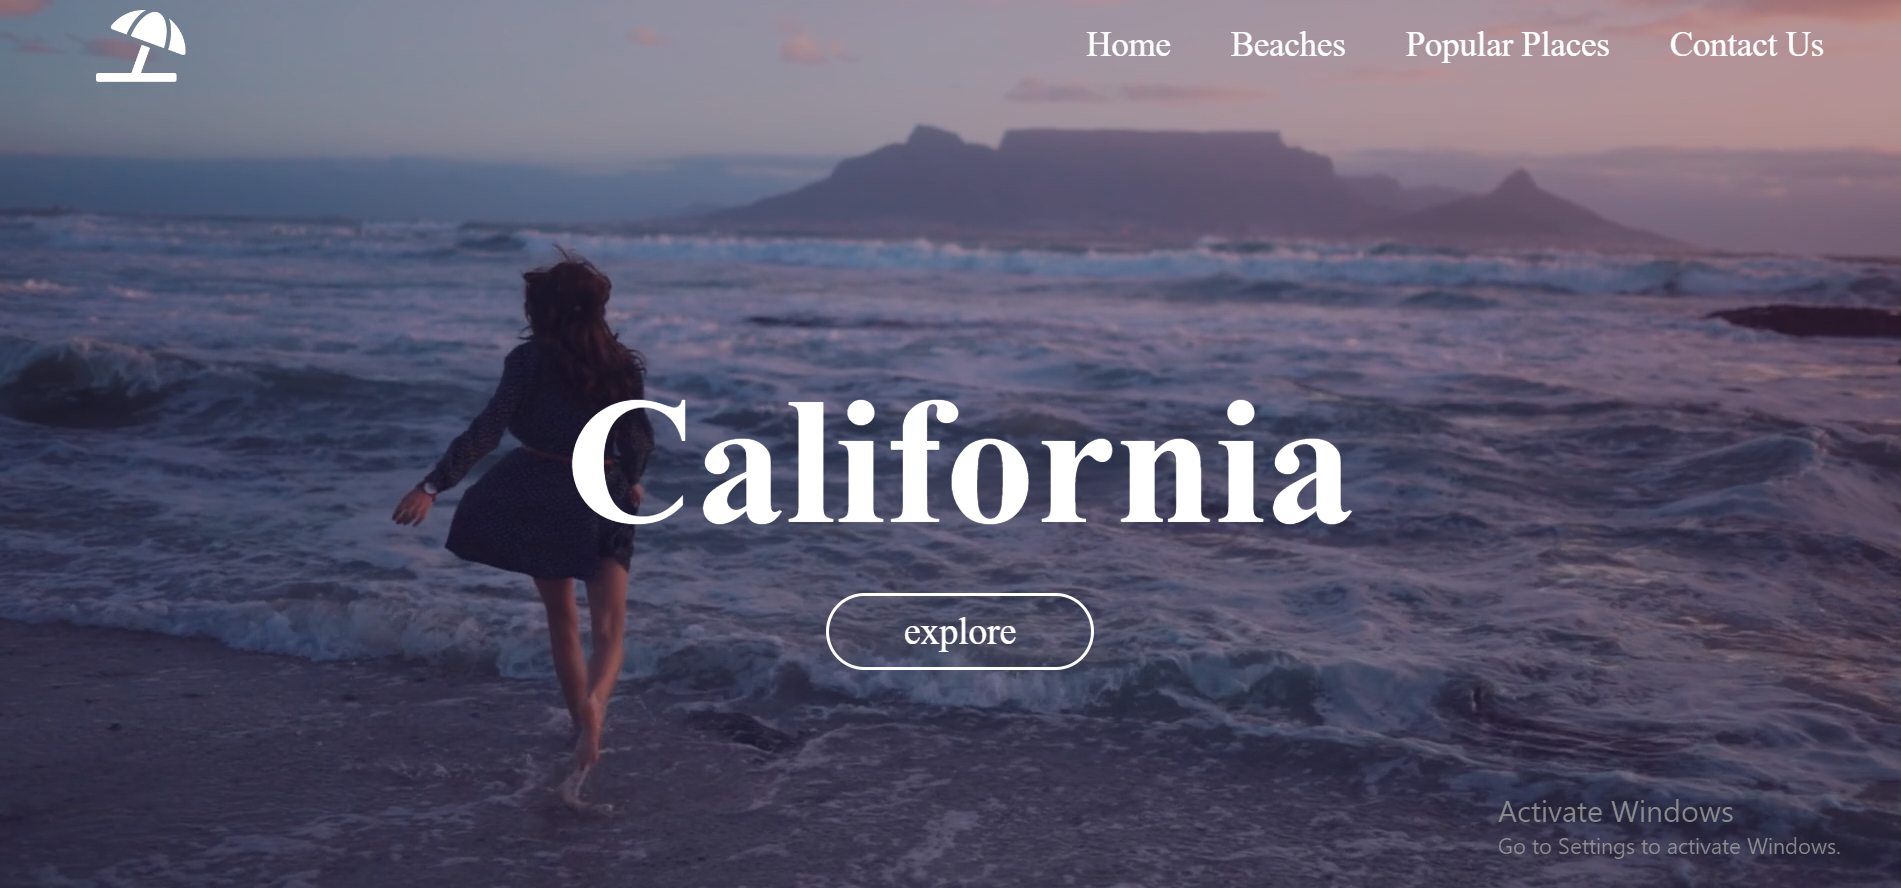 Home Beaches Popular Places Contact Us
California
explore
Activate Windows
Go to Settings to activate Windows.